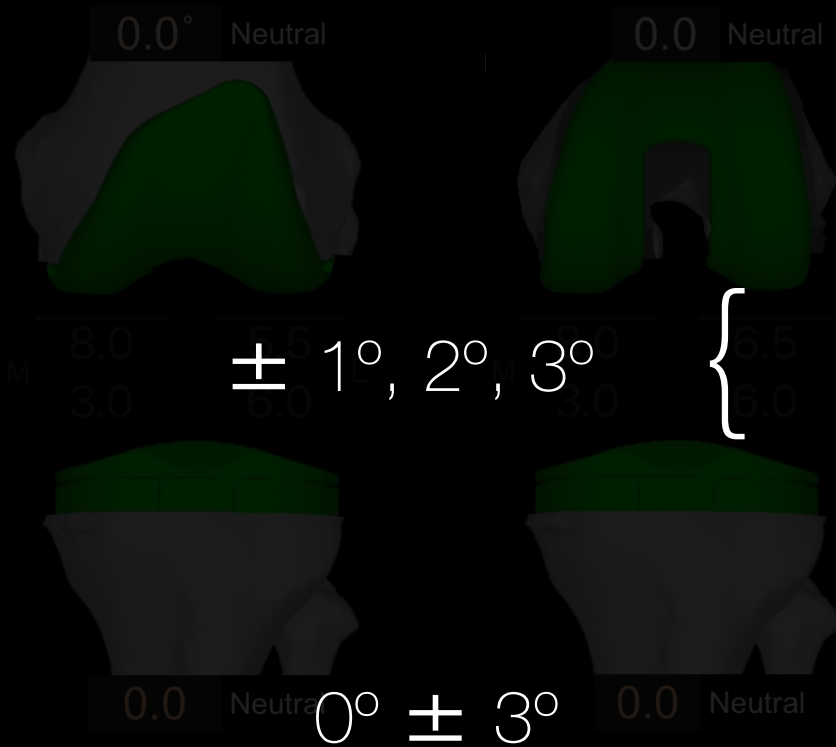 0.0° Neutral 0.0 Neutral
8.0 5.5 8.0 6.5
± 1º, 2º, 3º {
M L M
3.0 6.0 3.0 6.0
0.0 Neutral 0.0 Neutral
0º ± 3º